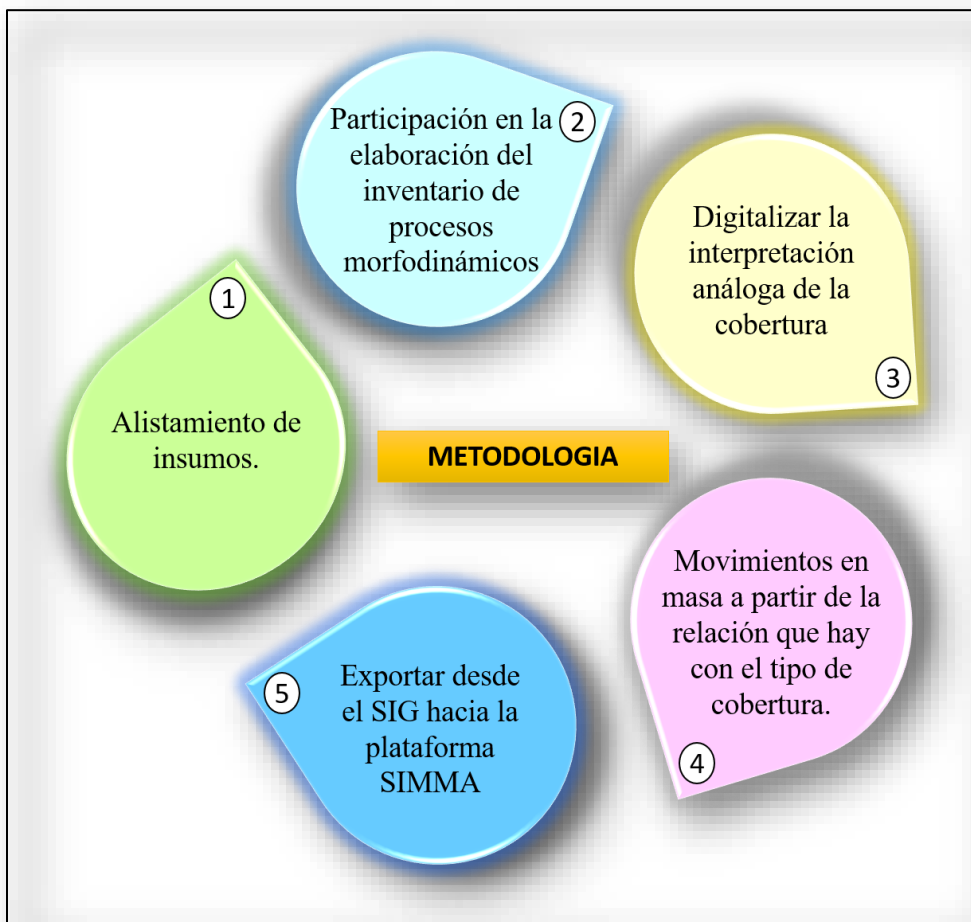 METODOLOGIA
1
Alistamiento de
insumos.
2
Participación en la
elaboración del
inventario de
procesos
morfodinámicos
3
Digitalizar la
interpretación
análoga de la
cobertura
4
Movimientos en
masa a partir de la
relación que hay
con el tipo de
cobertura.
5
Exportar desde
el SIG hacia la
plataforma
SIMMA